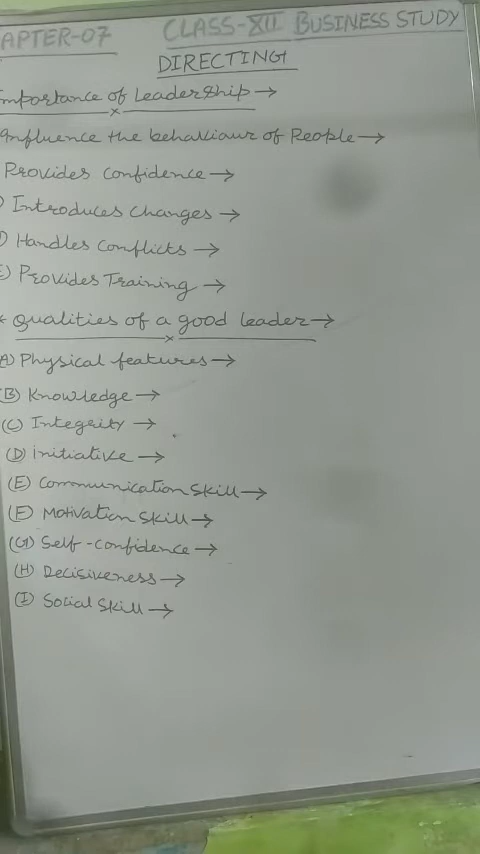 APTER-07 CLASS-XII BUSINESS STUDY
DIRECTING
Importance of Leadership →
Influence the behaviour of People →
Provides confidence →
) Introduces Changes →
) Handles Conflicts →
E) Provides Training →
* Qualities of a good leader →
(A) Physical features →
(B) Knowledge →
(C) Integrity →
(D) initiative →
(E) Communication Skill →
(F) Motivation Skill →
(G) Self-confidence →
(H) Decisiveness →
(I) Social Skill →